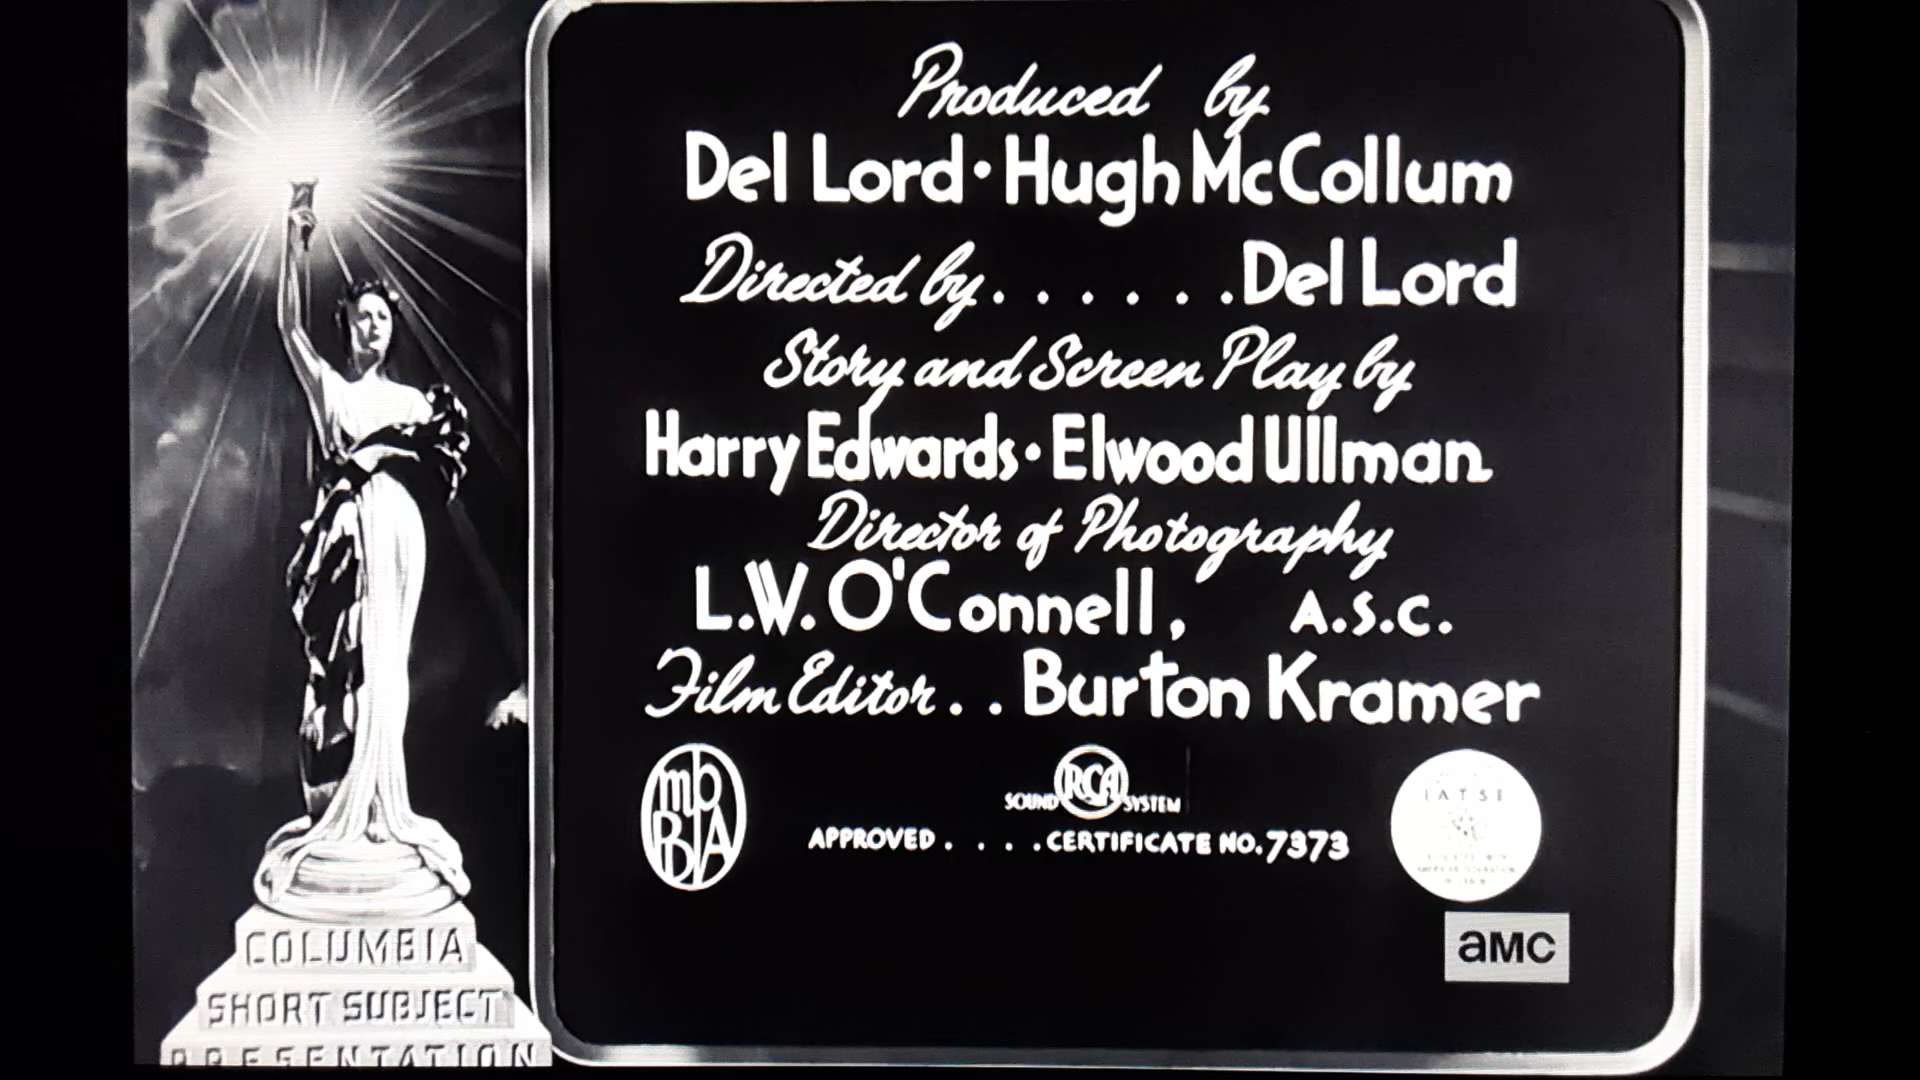 Produced by
Del Lord • Hugh McCollum
Directed by. . . . . . .Del Lord
Story and Screen Play by
Harry Edwards • Elwood Ullman
Director of Photography
L.W. O'Connell, A.S.C.
Film Editor. . Burton Kramer
MPPDA
SOUND RCA SYSTEM
IATSE
APPROVED . . . . .CERTIFICATE NO. 7373
aMC
COLUMBIA
SHORT SUBJECT
PRESENTATION